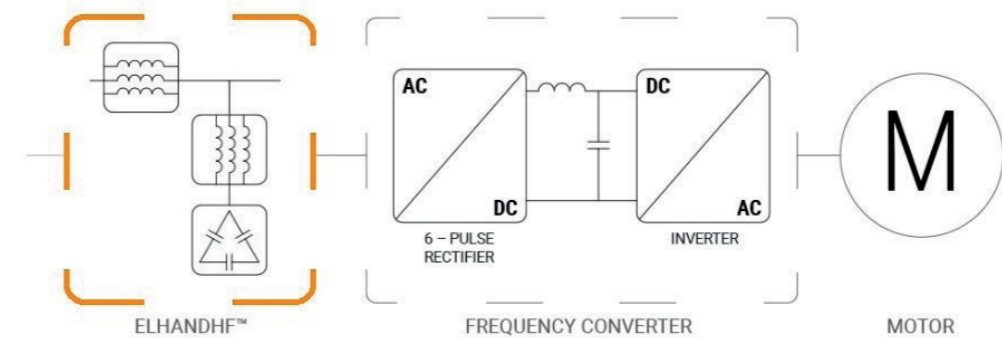 AC
DC
DC
AC
M
6 – PULSE
RECTIFIER
INVERTER
ELHANDHF™
FREQUENCY CONVERTER
MOTOR